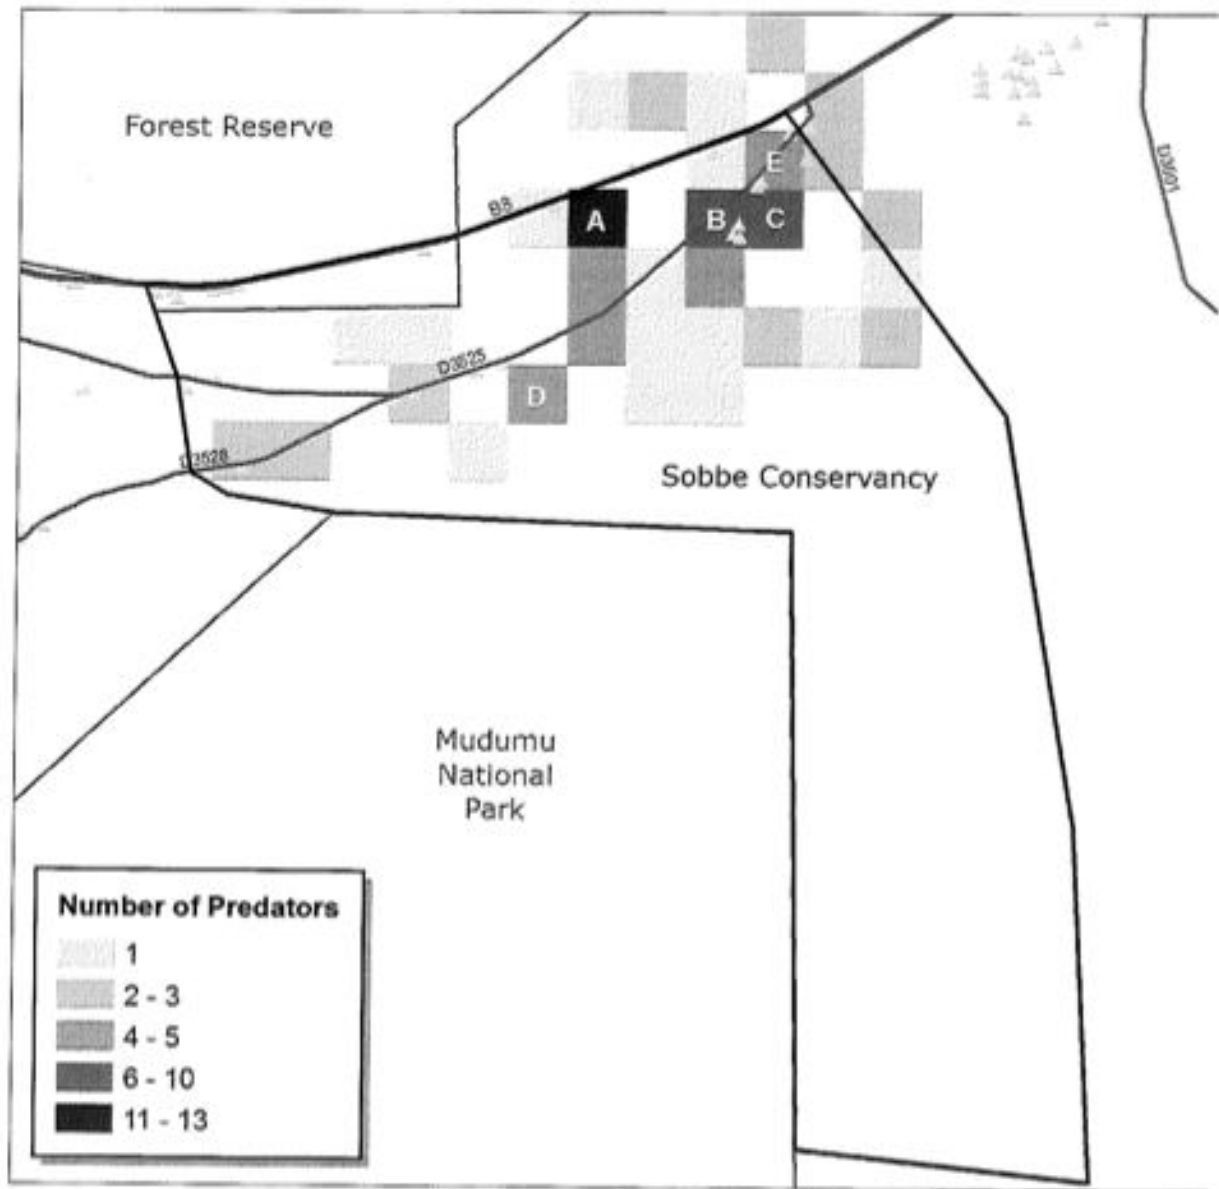 Forest Reserve
B8
D3601
E
A
B
C
D3525
D
D3528
Sobbe Conservancy
Mudumu
National
Park
Number of Predators
1
2 - 3
4 - 5
6 - 10
11 - 13